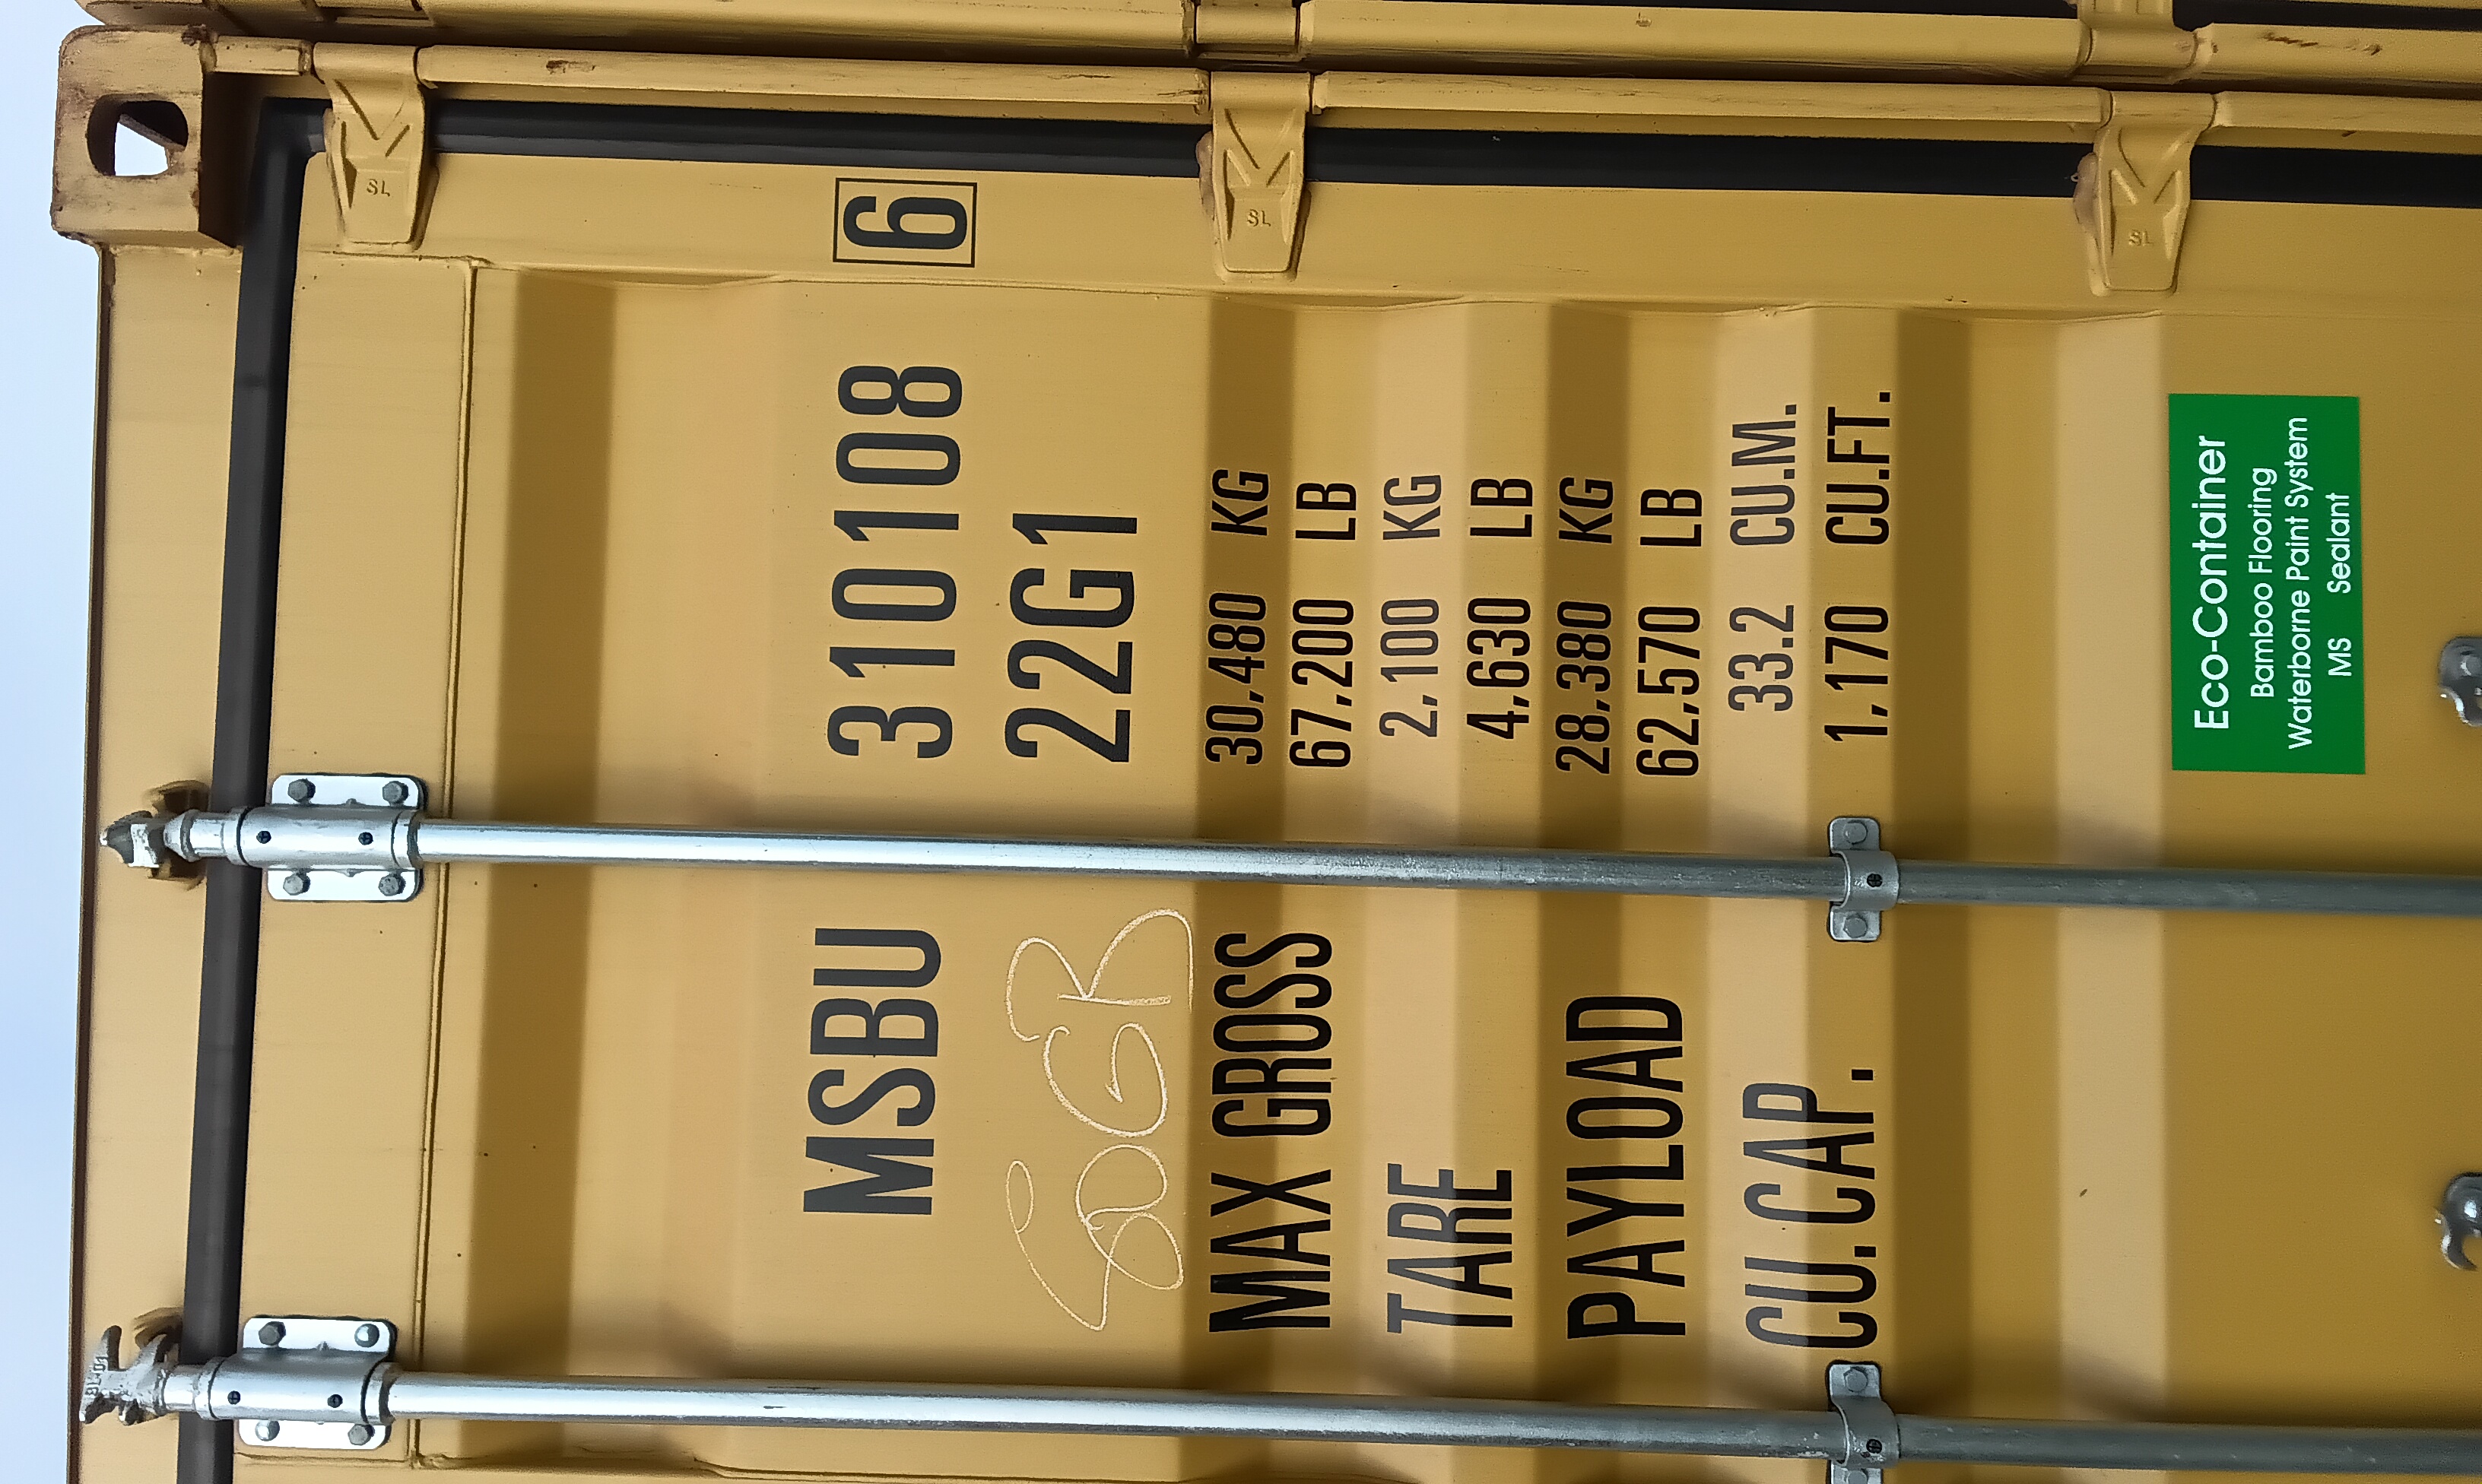 SL-01
SL
MSBU 310108 6
22G1
MAX GROSS 30,480 KG
67,200 LB
SL
TARE 2,100 KG
4,630 LB
PAYLOAD 28,380 KG
62,570 LB
CU.CAP. 33.2 CU.M.
1,170 CU.FT.
SL
Eco-Container
Bamboo Flooring
Waterborne Paint System
MS Sealant